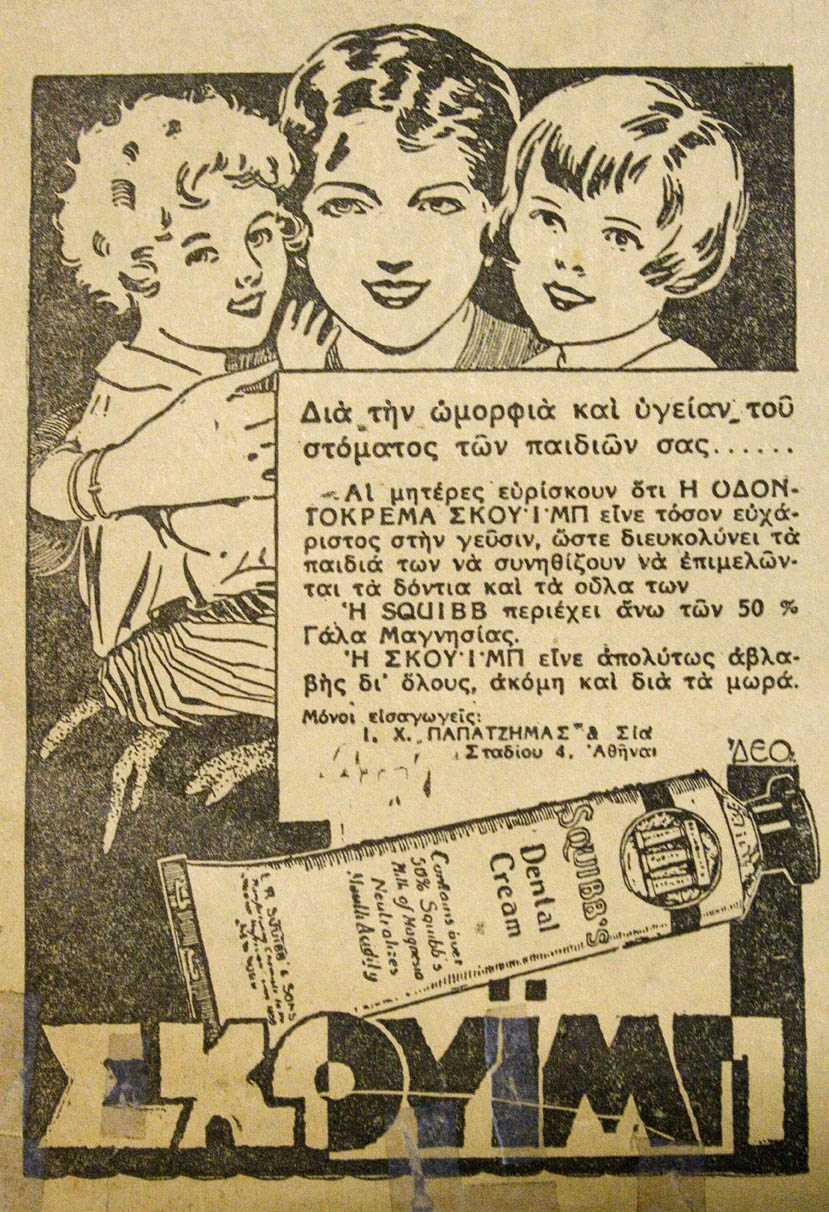 Διὰ τὴν ὠμορφιὰ καὶ ὑγείαν τοῦ
στόματος τῶν παιδιῶν σας......
Αἱ μητέρες εὑρίσκουν ὅτι Η ΟΔΟΝ-
ΤΟΚΡΕΜΑ ΣΚΟΥ·Ι·ΜΠ εἶνε τόσον εὐχά-
ριστος στὴν γεῦσιν, ὥστε διευκολύνει τὰ
παιδιά των νὰ συνηθίζουν νὰ ἐπιμελῶν-
ται τὰ δόντια καὶ τὰ οὖλα των
Ἡ SQUIBB περιέχει ἄνω τῶν 50 %
Γάλα Μαγνησίας.
Ἡ ΣΚΟΥ·Ι·ΜΠ εἶνε ἀπολύτως ἀβλα-
βὴς δι' ὅλους, ἀκόμη καὶ διὰ τὰ μωρά.
Μόνοι εἰσαγωγεῖς:
Ι. Χ. ΠΑΠΑΤΖΗΜΑΣ & Σία
Σταδίου 4, Ἀθῆναι
ΔΕΟ.
SQUIBB'S
Dental
Cream
Contains over
50% Squibb's
Milk of Magnesia
Neutralizes
Mouth Acidity
E. R. SQUIBB & SONS
ΣΚΟΥΪΜΠ